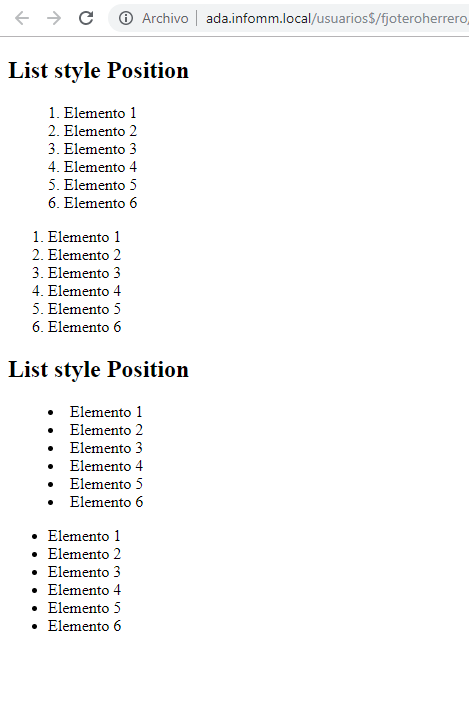 Archivo | ada.infomm.local/usuarios$/fjoteroherrero/
List style Position
1. Elemento 1
2. Elemento 2
3. Elemento 3
4. Elemento 4
5. Elemento 5
6. Elemento 6
1. Elemento 1
2. Elemento 2
3. Elemento 3
4. Elemento 4
5. Elemento 5
6. Elemento 6
List style Position
• Elemento 1
• Elemento 2
• Elemento 3
• Elemento 4
• Elemento 5
• Elemento 6
• Elemento 1
• Elemento 2
• Elemento 3
• Elemento 4
• Elemento 5
• Elemento 6